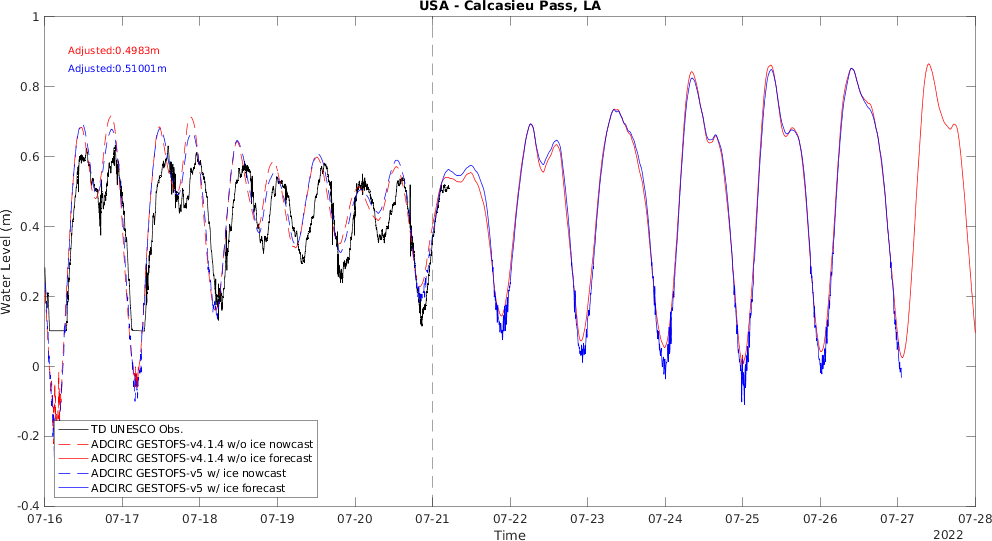 USA - Calcasieu Pass, LA
1
Adjusted:0.4983m
Adjusted:0.51001m
0.8
0.6
0.4
0.2
0
-0.2
-0.4
Water Level (m)
TD UNESCO Obs.
ADCIRC GESTOFS-v4.1.4 w/o ice nowcast
ADCIRC GESTOFS-v4.1.4 w/o ice forecast
ADCIRC GESTOFS-v5 w/ ice nowcast
ADCIRC GESTOFS-v5 w/ ice forecast
07-16 07-17 07-18 07-19 07-20 07-21 07-22 07-23 07-24 07-25 07-26 07-27 07-28
Time
2022